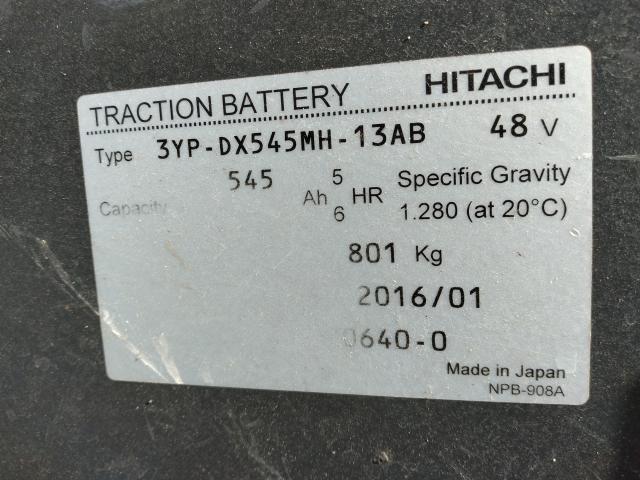 TRACTION BATTERY HITACHI
Type 3YP-DX545MH-13AB 48 V
Capacity 545 Ah 5 HR Specific Gravity
6 1.280 (at 20°C)
801 Kg
2016/01
0640-0
Made in Japan
NPB-908A